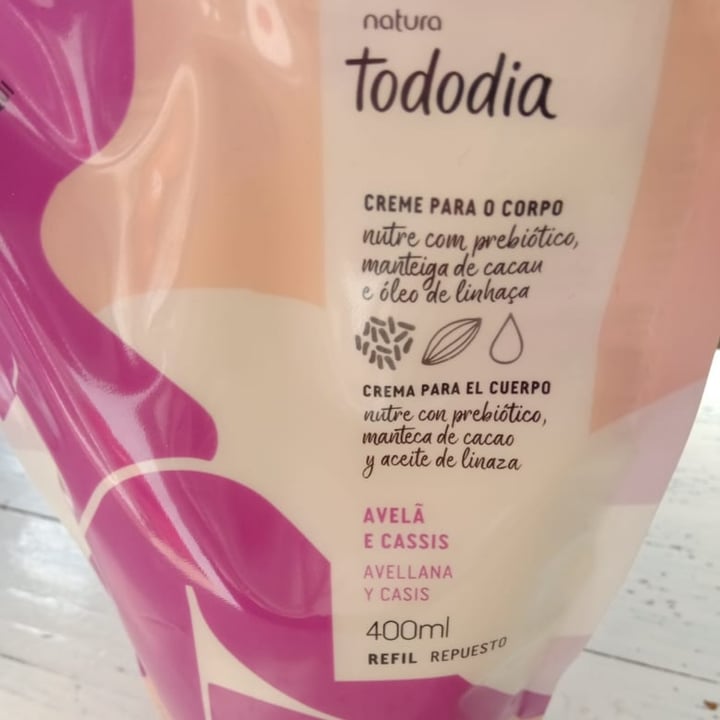 natura
tododia
CREME PARA O CORPO
nutre com prebiótico,
manteiga de cacau
e óleo de linhaça
CREMA PARA EL CUERPO
nutre con prebiótico,
manteca de cacao
y aceite de linaza
AVELÃ
E CASSIS
AVELLANA
Y CASIS
400ml
REFIL REPUESTO